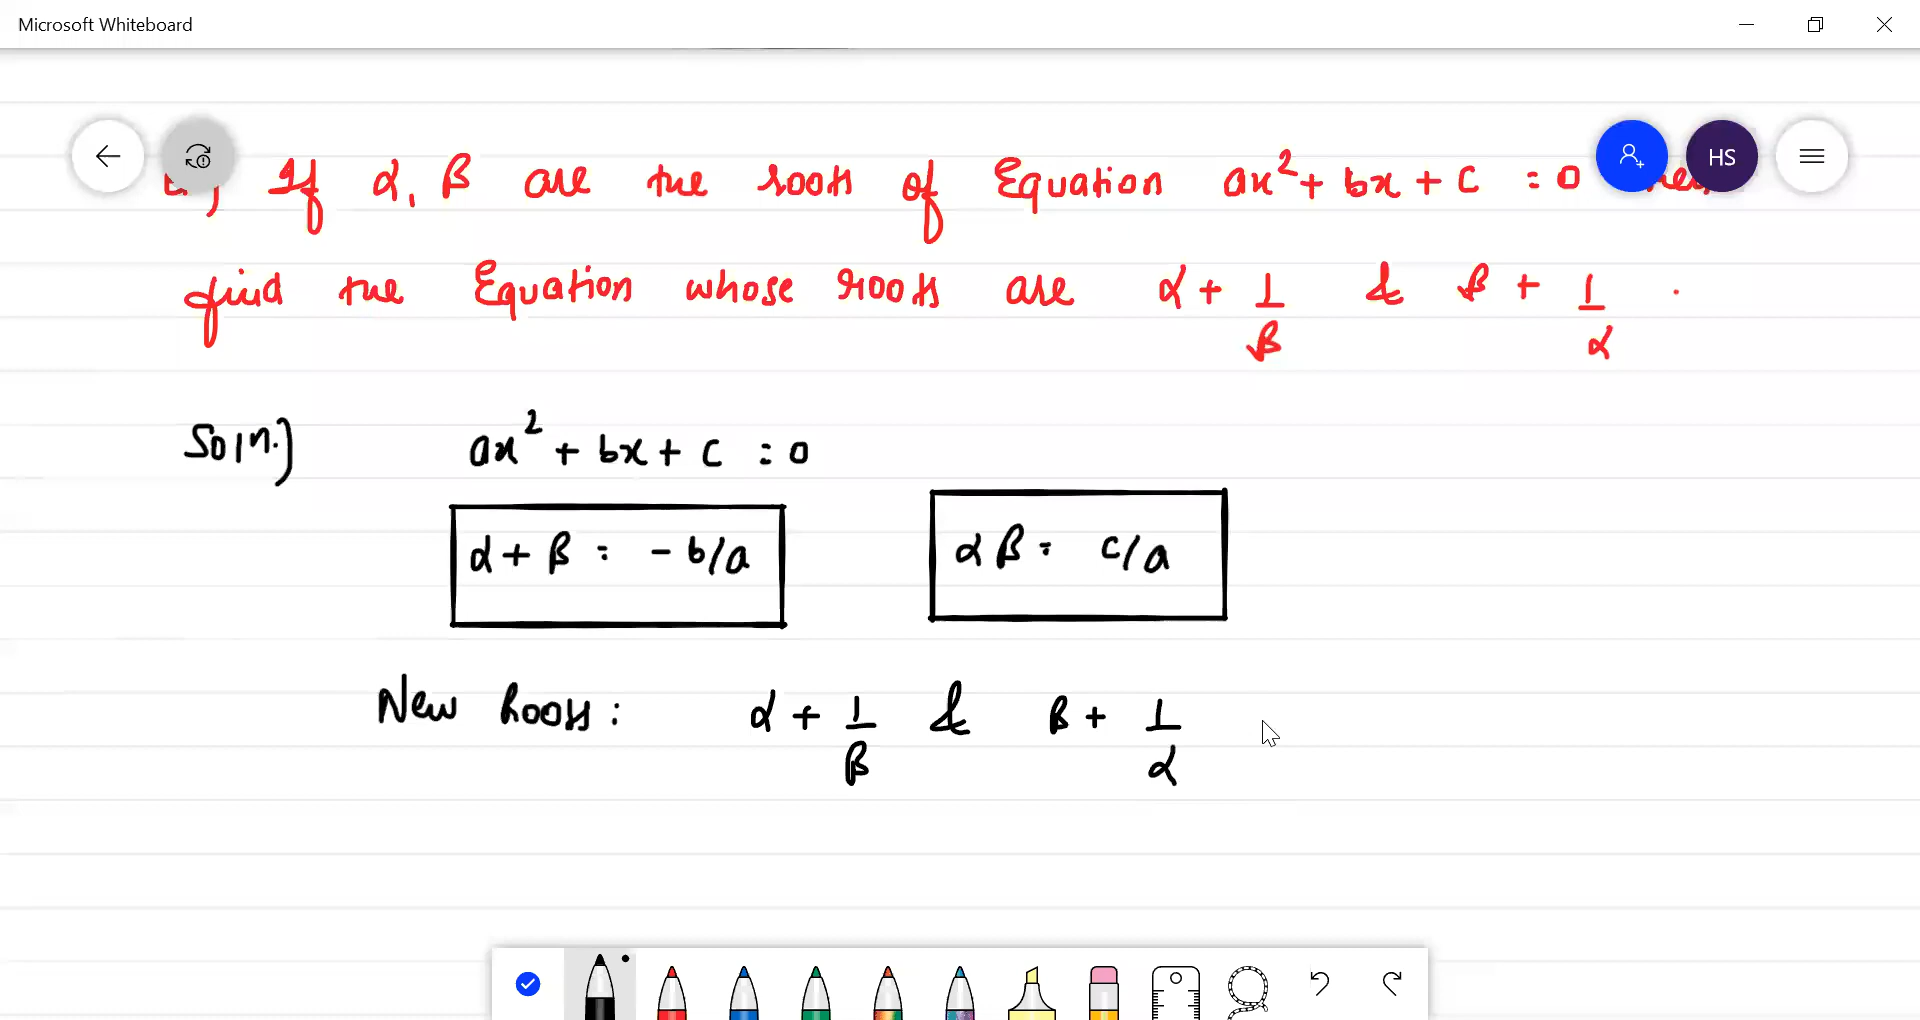 Microsoft Whiteboard
HS
If α, β are the roots of Equation ax² + bx + c = 0
find the Equation whose roots are α + 1/β & β + 1/α .
Soln.) ax² + bx + c = 0
α + β = - b/a αβ = c/a
New Roots : α + 1/β & β + 1/α